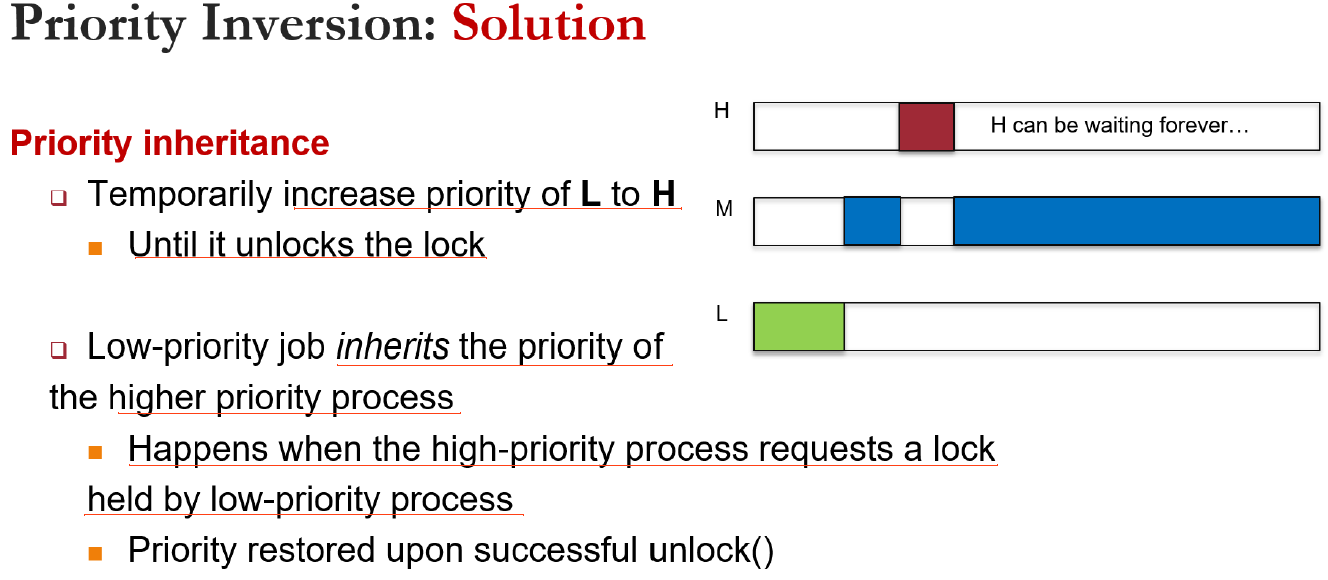 Priority Inversion: Solution
Priority inheritance
❑ Temporarily increase priority of L to H
■ Until it unlocks the lock
❑ Low-priority job inherits the priority of
the higher priority process
■ Happens when the high-priority process requests a lock
held by low-priority process
■ Priority restored upon successful unlock()
H
H can be waiting forever…
M
L